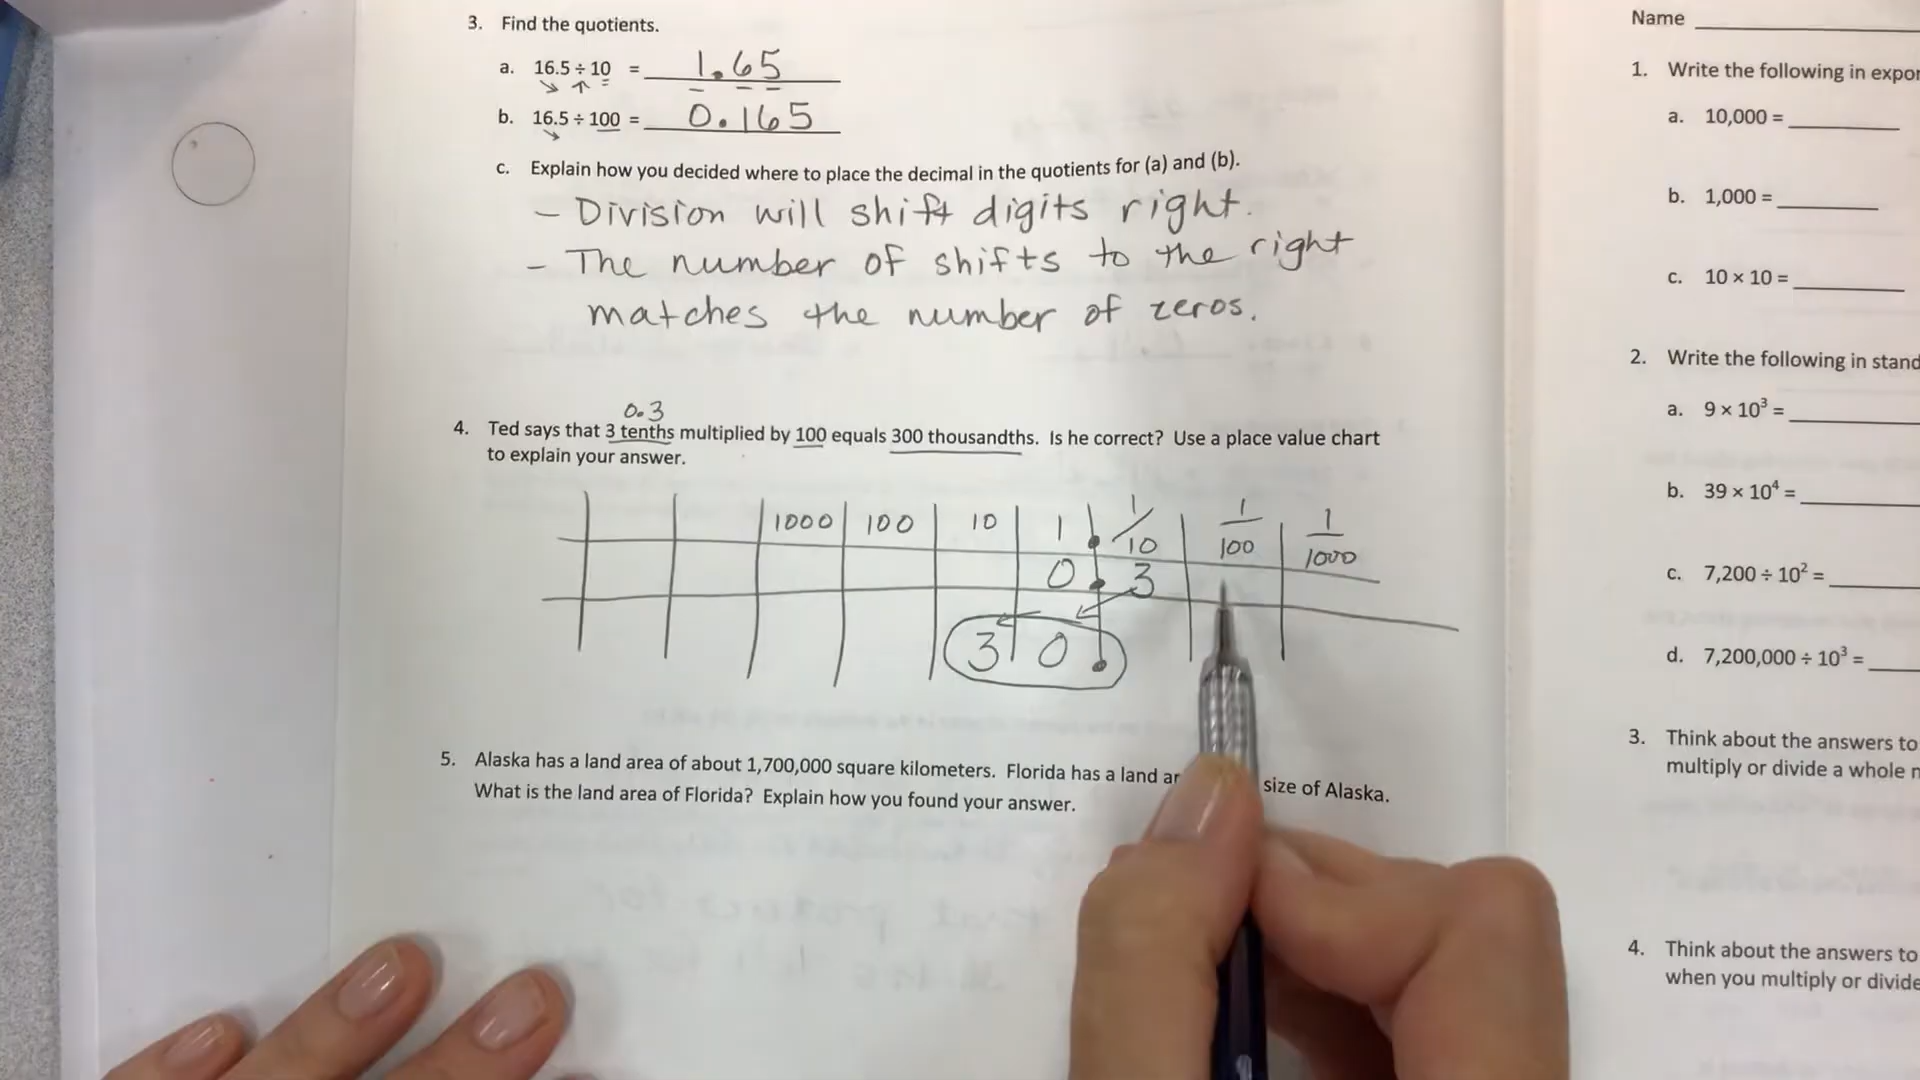 3. Find the quotients.
a. 16.5 ÷ 10 = 1.65
b. 16.5 ÷ 100 = 0.165
c. Explain how you decided where to place the decimal in the quotients for (a) and (b).
- Division will shift digits right.
- The number of shifts to the right
matches the number of zeros.
0.3
4. Ted says that 3 tenths multiplied by 100 equals 300 thousandths. Is he correct? Use a place value chart
to explain your answer.
1000 100 10 1 . 1/10 1/100 1/1000
0 . 3
3 0 .
5. Alaska has a land area of about 1,700,000 square kilometers. Florida has a land size of Alaska.
What is the land area of Florida? Explain how you found your answer.
Name
1. Write the following in
a. 10,000 =
b. 1,000 =
c. 10 × 10 =
2. Write the following in
a. 9 × 10³ =
b. 39 × 10⁴ =
c. 7,200 ÷ 10² =
d. 7,200,000 ÷ 10³ =
3. Think about the answers to
multiply or divide a whole
4. Think about the answers to
when you multiply or divide